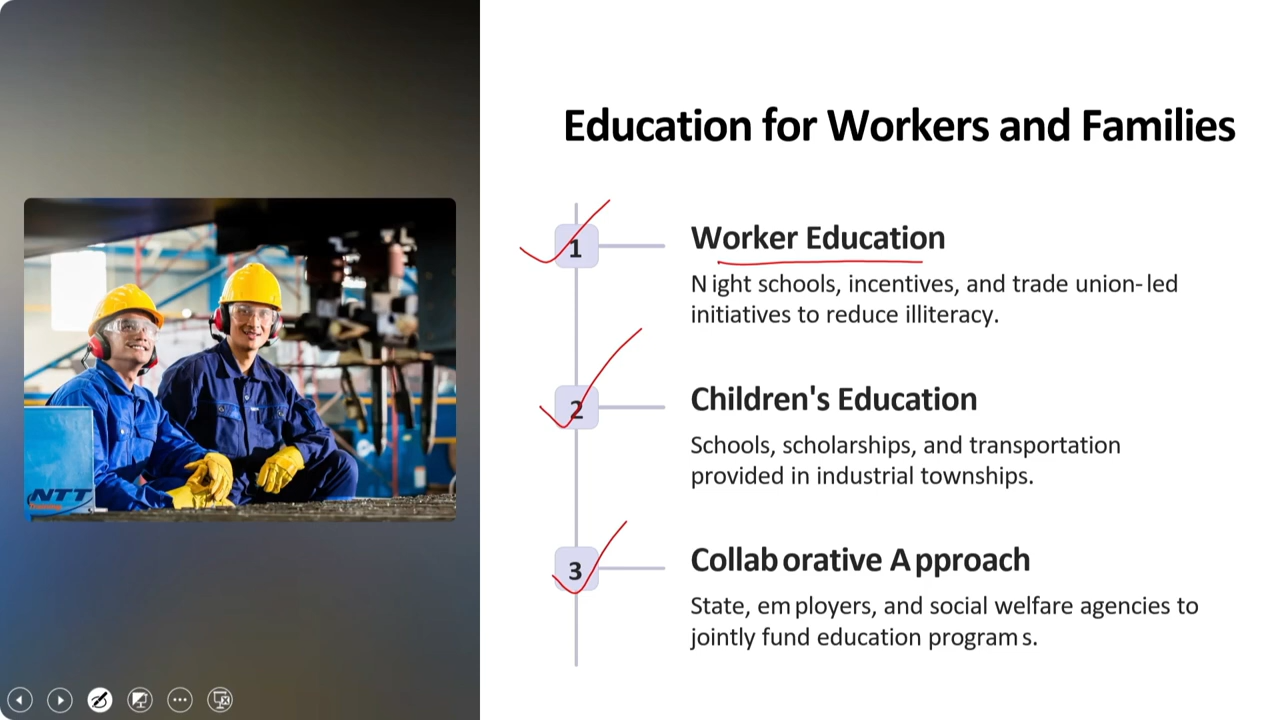 Education for Workers and Families
1
Worker Education
Night schools, incentives, and trade union-led
initiatives to reduce illiteracy.
2
Children's Education
Schools, scholarships, and transportation
provided in industrial townships.
3
Collaborative Approach
State, employers, and social welfare agencies to
jointly fund education programs.
NTT